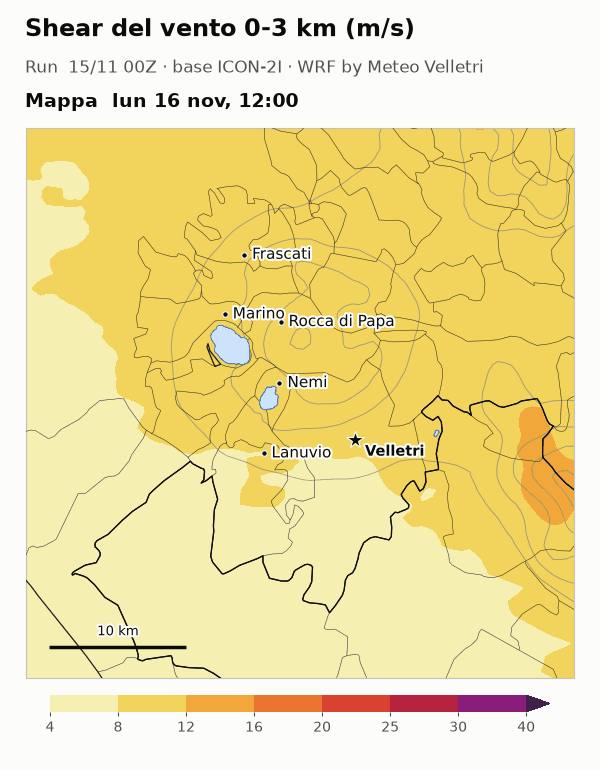 Shear del vento 0-3 km (m/s)
Run 15/11 00Z · base ICON-2I · WRF by Meteo Velletri
Mappa lun 16 nov, 12:00
Frascati
Marino
Rocca di Papa
Nemi
Velletri
Lanuvio
10 km
4 8 12 16 20 25 30 40